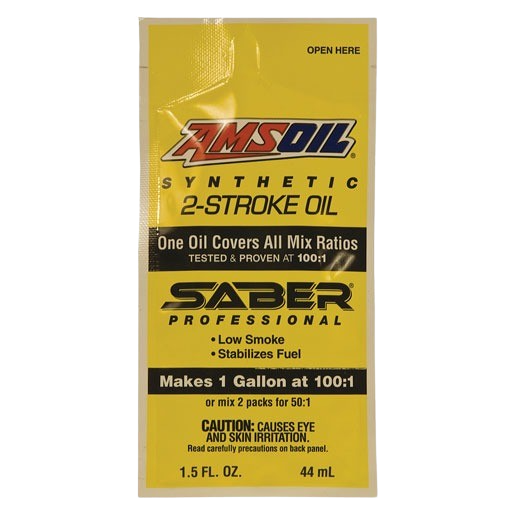 OPEN HERE
AMSOIL®
SYNTHETIC
2-STROKE OIL
One Oil Covers All Mix Ratios
TESTED & PROVEN AT 100:1
SABER®
PROFESSIONAL
•Low Smoke
•Stabilizes Fuel
Makes 1 Gallon at 100:1
or mix 2 packs for 50:1
CAUTION: CAUSES EYE
AND SKIN IRRITATION.
Read carefully precautions on back panel.
1.5 FL. OZ. 44 mL